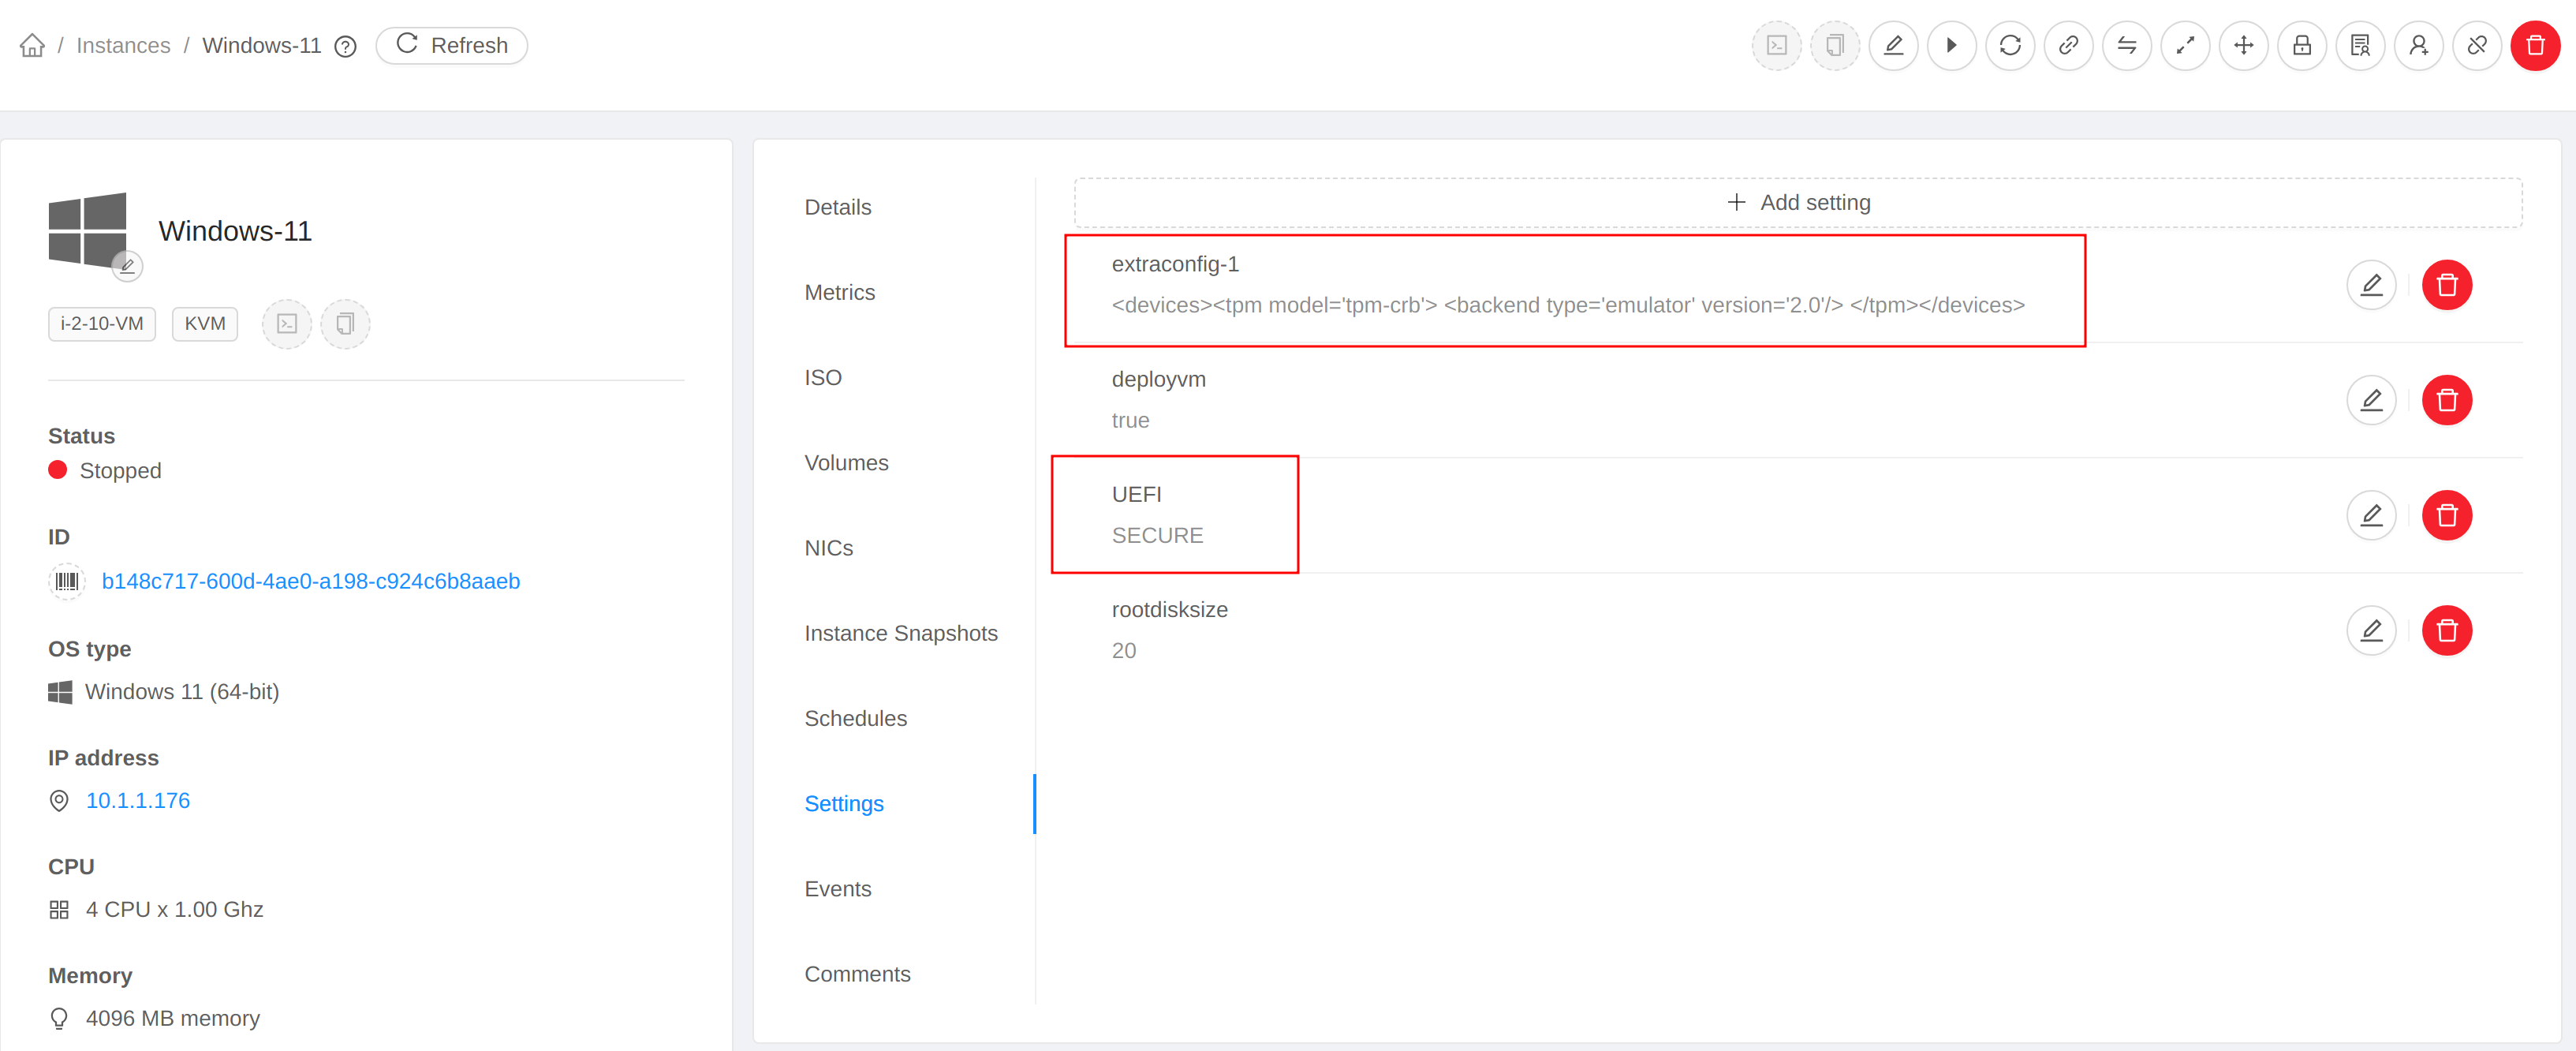 / Instances / Windows-11 Refresh
Windows-11
i-2-10-VM KVM
Status
Stopped
ID
b148c717-600d-4ae0-a198-c924c6b8aaeb
OS type
Windows 11 (64-bit)
IP address
10.1.1.176
CPU
4 CPU x 1.00 Ghz
Memory
4096 MB memory
Details
Metrics
ISO
Volumes
NICs
Instance Snapshots
Schedules
Settings
Events
Comments
Add setting
extraconfig-1
<devices><tpm model='tpm-crb'> <backend type='emulator' version='2.0'/> </tpm></devices>
deployvm
true
UEFI
SECURE
rootdisksize
20